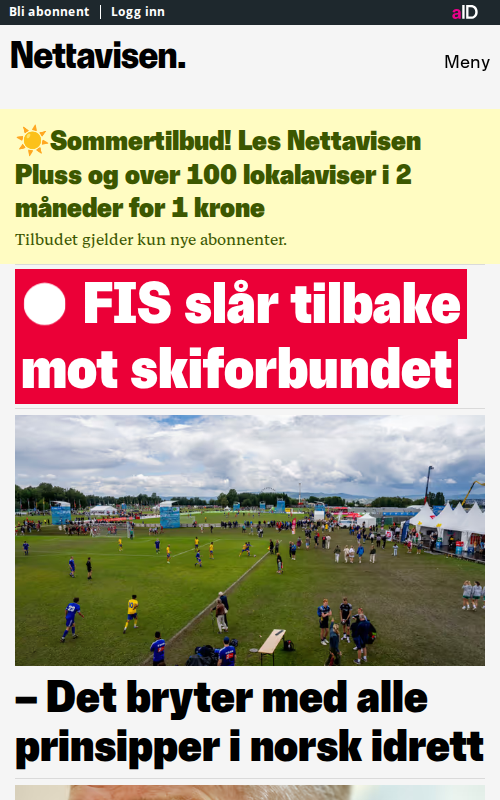 Bli abonnent
Logg inn
aID
Nettavisen.
Meny
☀️Sommertilbud! Les Nettavisen
Pluss og over 100 lokalaviser i 2
måneder for 1 krone
Tilbudet gjelder kun nye abonnenter.
FIS slår tilbake
mot skiforbundet
– Det bryter med alle
prinsipper i norsk idrett